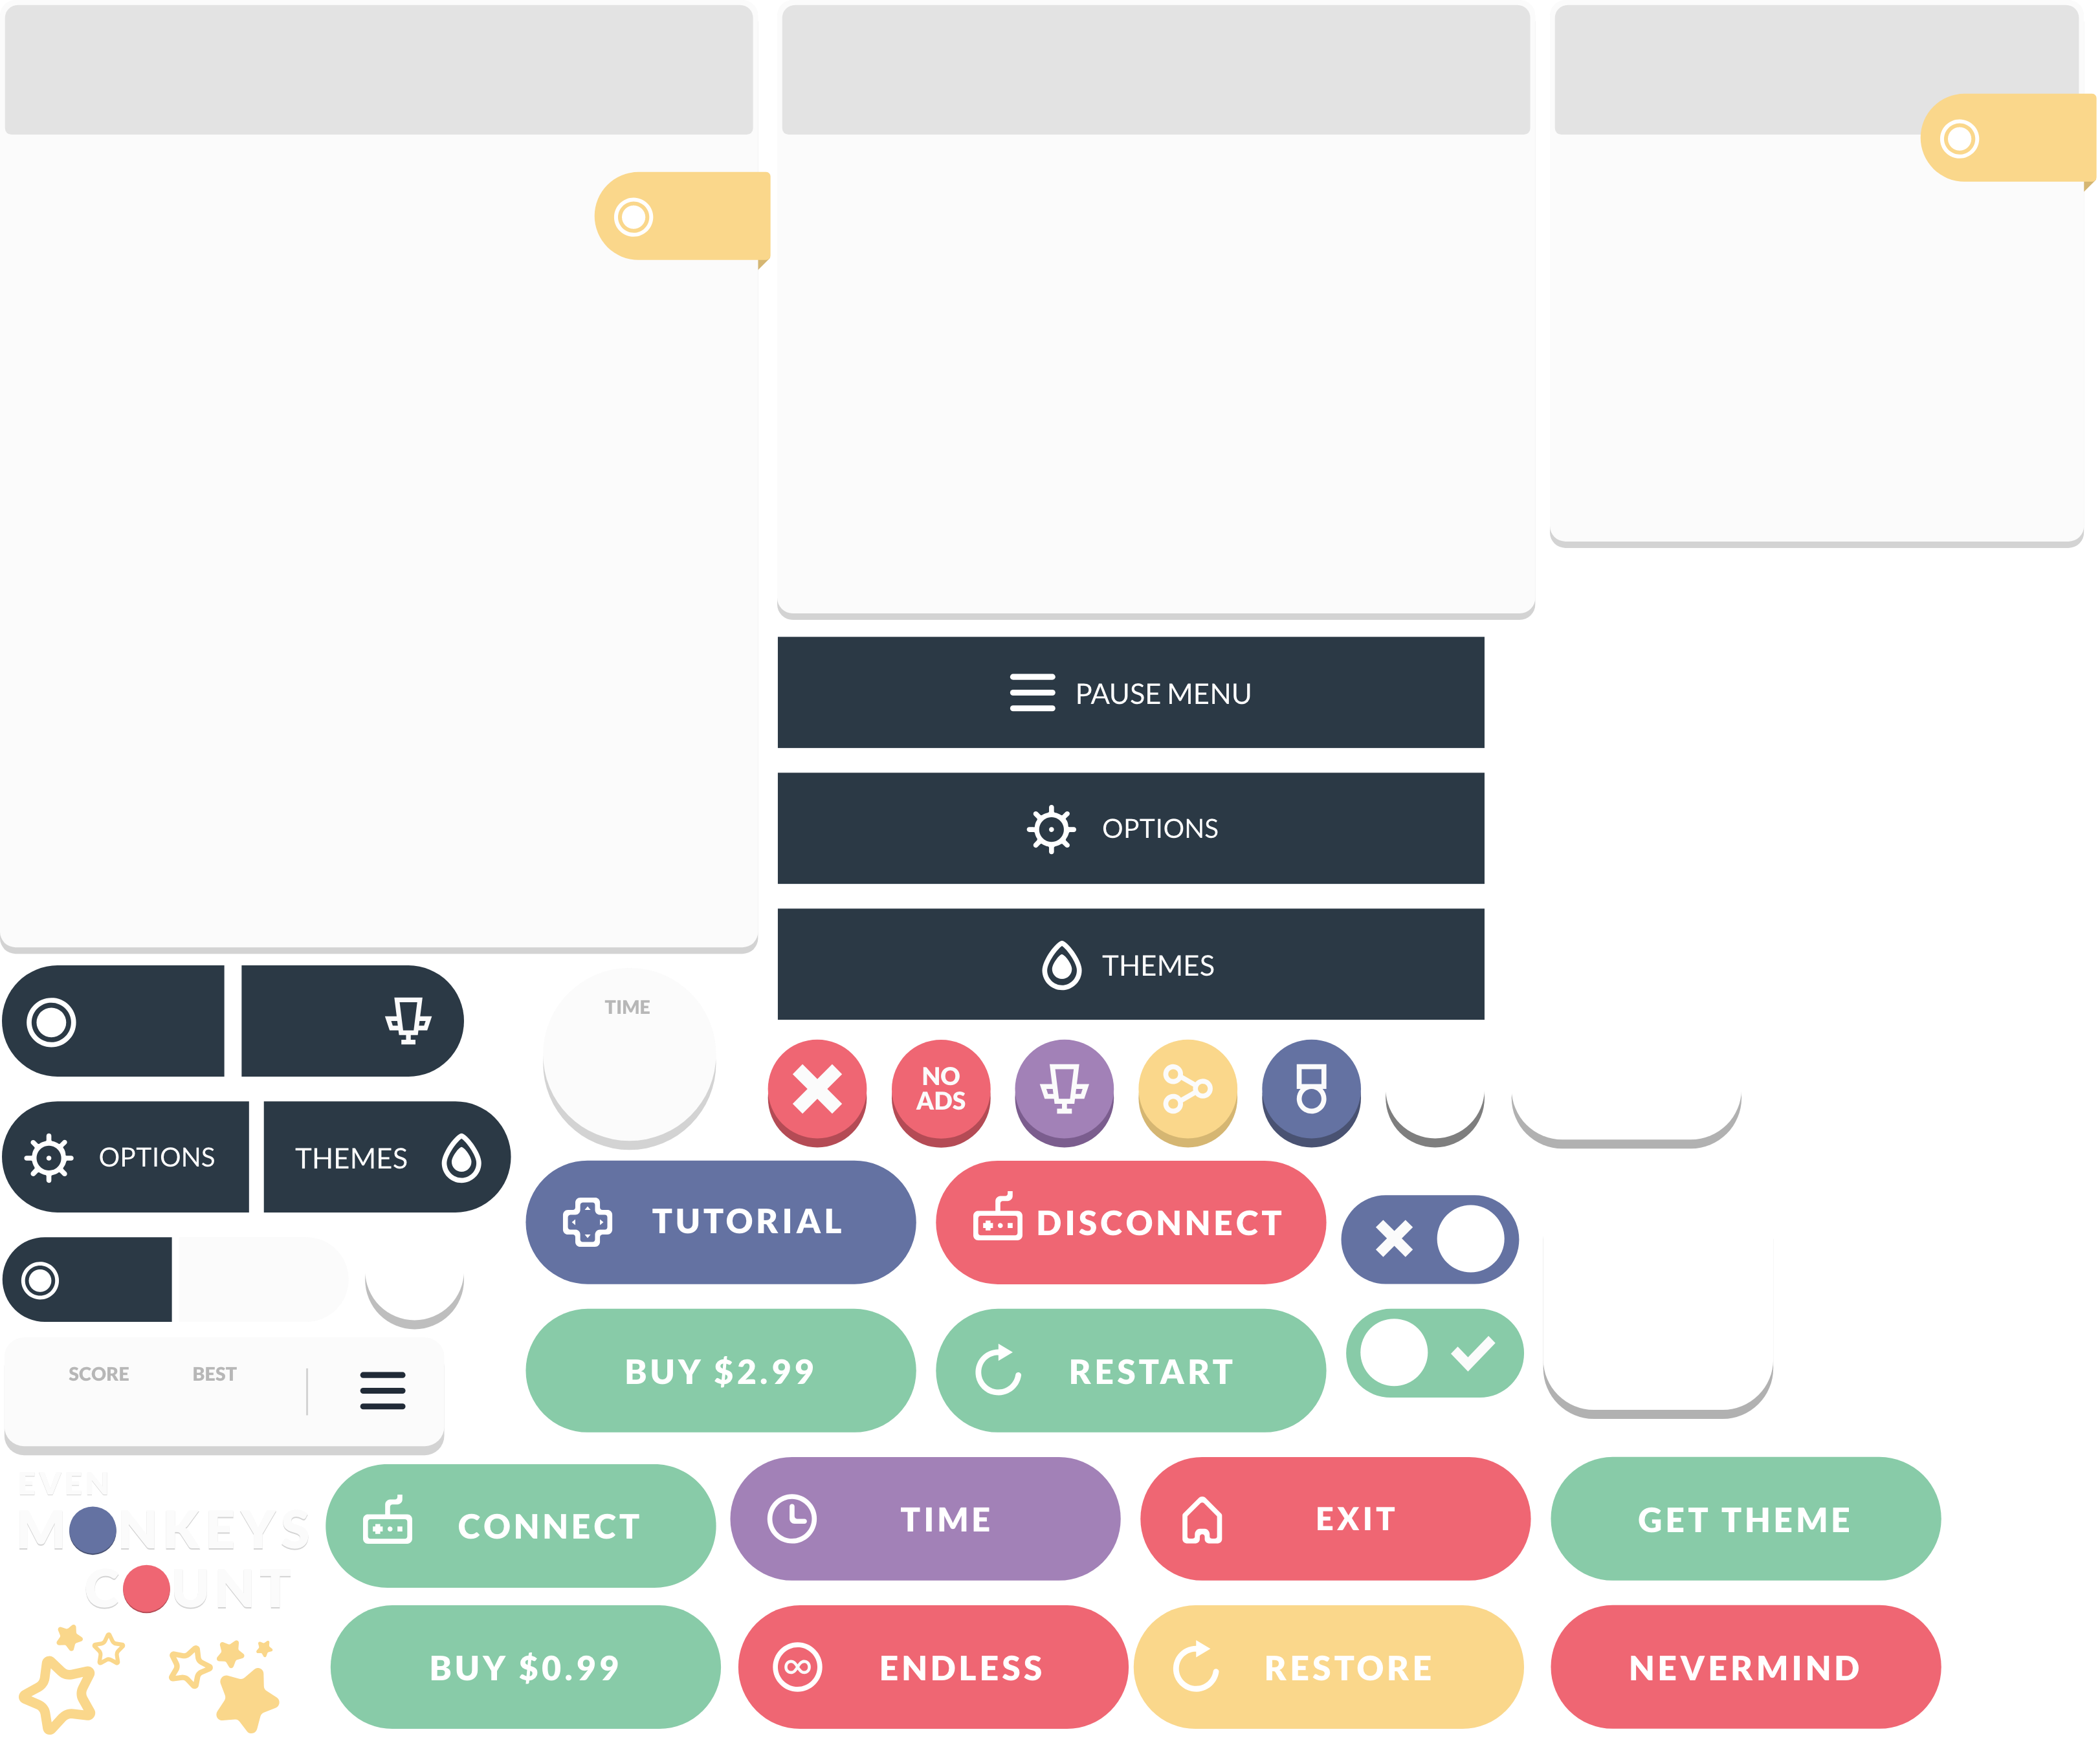 PAUSE MENU
OPTIONS
THEMES
TIME
NO
ADS
OPTIONS
THEMES
TUTORIAL
DISCONNECT
SCORE
BEST
BUY $2.99
RESTART
EVEN
MONKEYS
COUNT
CONNECT
TIME
EXIT
GET THEME
BUY $0.99
ENDLESS
RESTORE
NEVERMIND